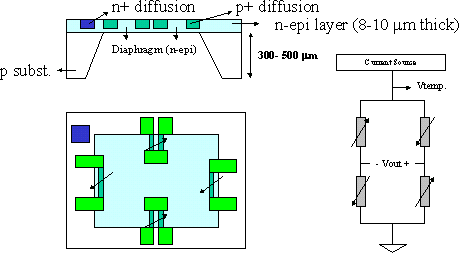 n+ diffusion
p+ diffusion
n-epi layer (8-10 μm thick)
Diaphragm (n-epi)
300- 500 μm
p subst.
Current Source
Vtemp.
- Vout +